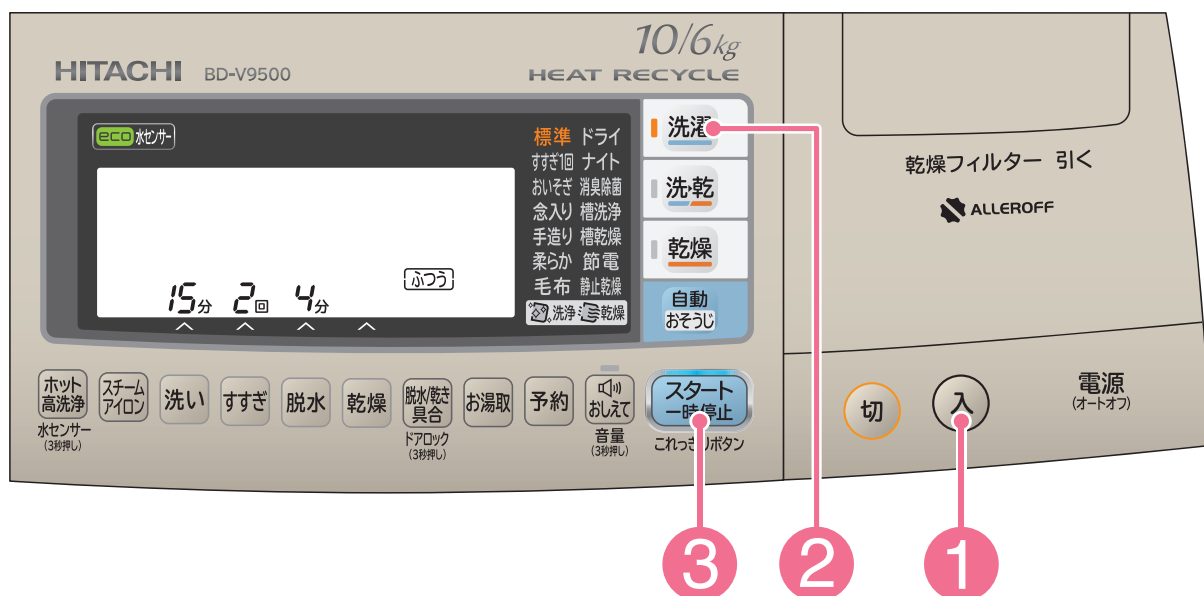 10/6kg
HITACHI BD-V9500 HEAT RECYCLE
eco 水センサー
標準 ドライ
すすぎ1回 ナイト
おいそぎ 消臭除菌
念入り 槽洗浄
手造り 槽乾燥
柔らか 節電
毛布 静止乾燥
洗浄 乾燥
15分 2回 4分
ふつう
洗濯
洗乾
乾燥
自動
おそうじ
乾燥フィルター 引く
ALLEROFF
ホット
高洗浄
水センサー
(3秒押し)
スチーム
アイロン
洗い
すすぎ
脱水
乾燥
脱水/乾き
具合
ドアロック
(3秒押し)
お湯取
予約
おしえて
音量
(3秒押し)
スタート
一時停止
これっきりボタン
切
入
電源
(オートオフ)
3
2
1